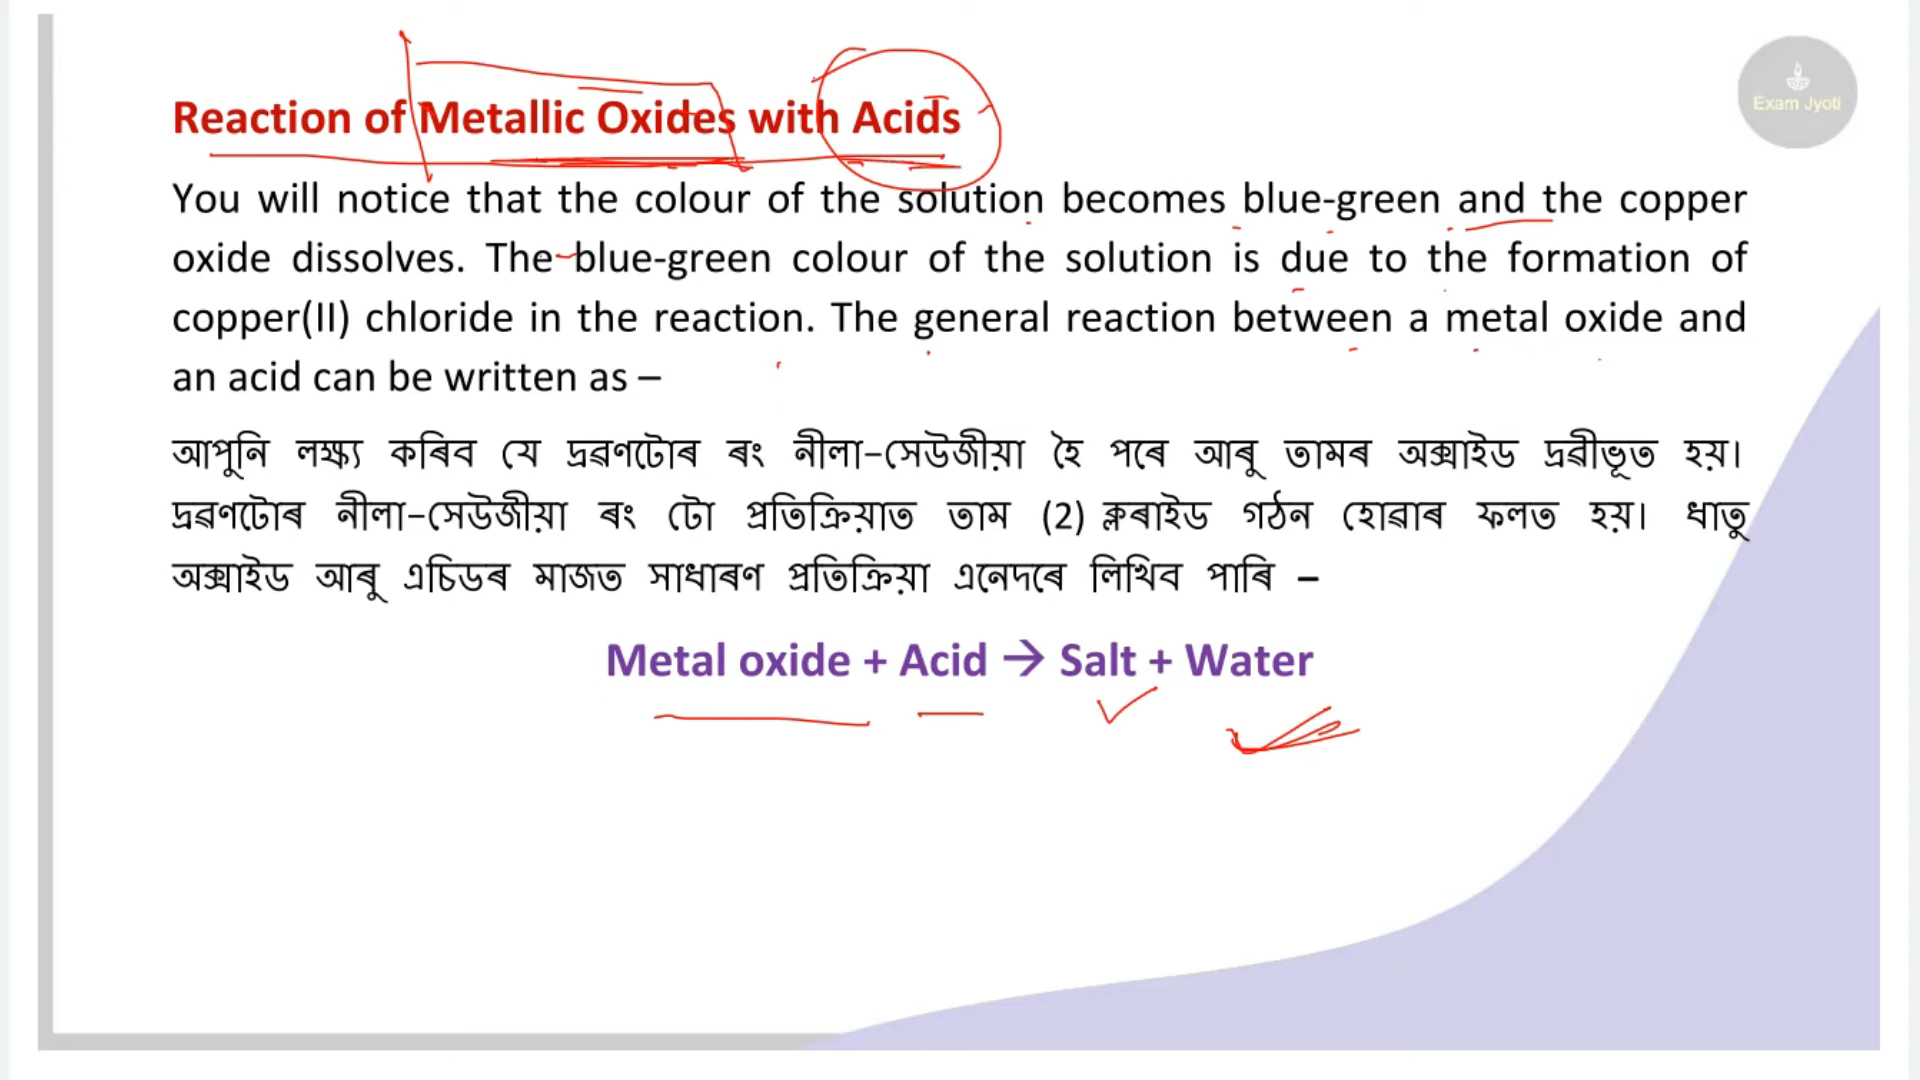 Exam Jyoti
Reaction of Metallic Oxides with Acids
You will notice that the colour of the solution becomes blue-green and the copper
oxide dissolves. The blue-green colour of the solution is due to the formation of
copper(II) chloride in the reaction. The general reaction between a metal oxide and
an acid can be written as –
আপুনি লক্ষ্য কৰিব যে দ্ৰৱণটোৰ ৰং নীলা-সেউজীয়া হৈ পৰে আৰু তামৰ অক্সাইড দ্ৰৱীভূত হয়।
দ্ৰৱণটোৰ নীলা-সেউজীয়া ৰং টো প্ৰতিক্ৰিয়াত তাম (2) ক্লৰাইড গঠন হোৱাৰ ফলত হয়। ধাতু
অক্সাইড আৰু এচিডৰ মাজত সাধাৰণ প্ৰতিক্ৰিয়া এনেদৰে লিখিব পাৰি –
Metal oxide + Acid → Salt + Water